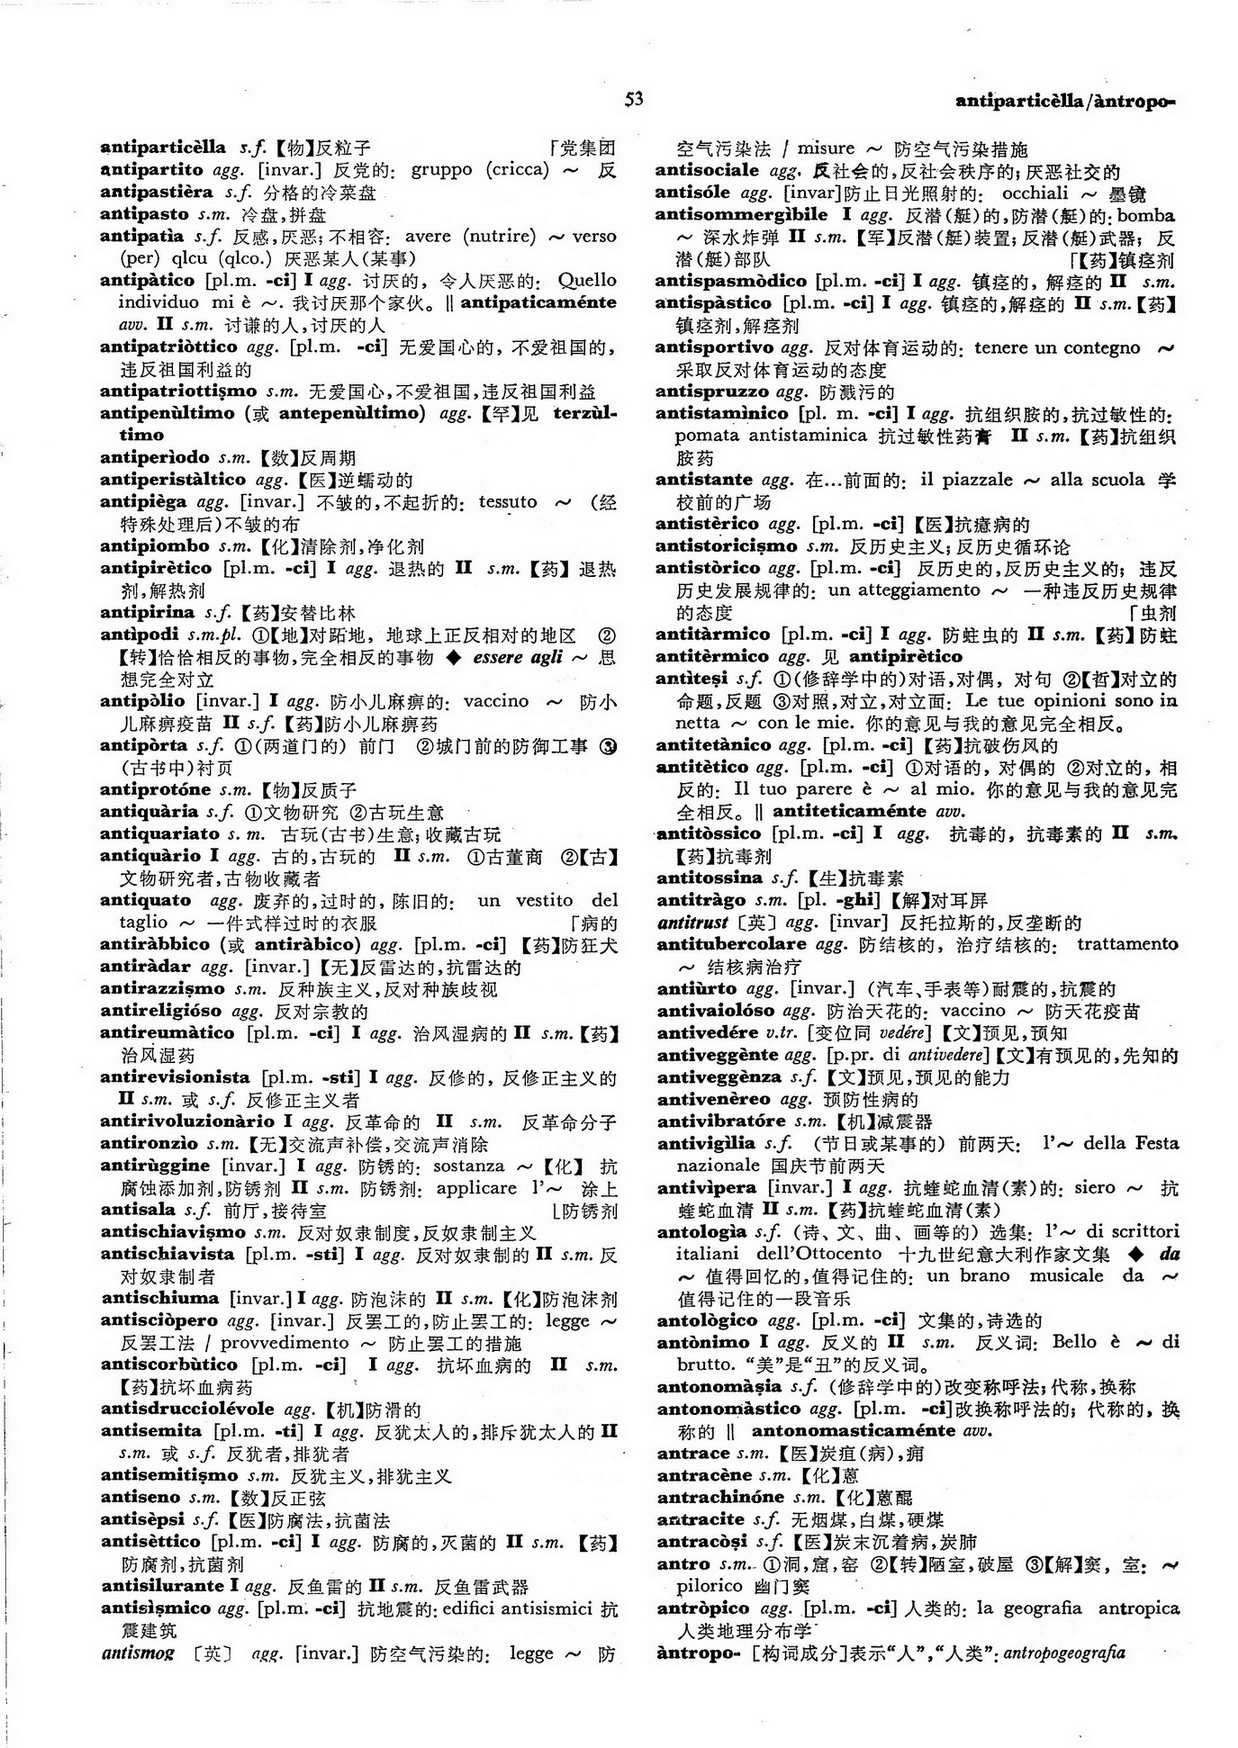 53
antiparticèlla/àntropo-
antiparticèlla s.f.【物】反粒子 「党集团
antipartito agg. [invar.] 反党的: gruppo (cricca) ～ 反
antipastièra s.f. 分格的冷菜盘
antipasto s.m. 冷盘,拼盘
antipatìa s.f. 反感,厌恶; 不相容: avere (nutrire) ～ verso
(per) qlcu (qlco.) 厌恶某人(某事)
antipàtico [pl.m. -ci] I agg. 讨厌的, 令人厌恶的: Quello
individuo mi è ～. 我讨厌那个家伙。‖ antipaticaménte
avv. II s.m. 讨谦的人,讨厌的人
antipatriòttico agg. [pl.m. -ci] 无爱国心的, 不爱祖国的,
违反祖国利益的
antipatriottişmo s.m. 无爱国心,不爱祖国,违反祖国利益
antipenùltimo (或 antepenùltimo) agg.【罕】见 terzùl-
timo
antiperìodo s.m.【数】反周期
antiperistàltico agg.【医】逆蠕动的
antipièga agg. [invar.] 不皱的,不起折的: tessuto ～ (经
特殊处理后)不皱的布
antipiombo s.m.【化】清除剂,净化剂
antipirètico [pl.m. -ci] I agg. 退热的 II s.m.【药】退热
剂,解热剂
antipirina s.f.【药】安替比林
antìpodi s.m.pl. ①【地】对跖地, 地球上正反相对的地区 ②
【转】恰恰相反的事物,完全相反的事物 ◆ essere agli ～ 思
想完全对立
antipòlio [invar.] I agg. 防小儿麻痹的: vaccino ～ 防小
儿麻痹疫苗 II s.f.【药】防小儿麻痹药
antipòrta s.f. ①(两道门的) 前门 ②城门前的防御工事 ③
(古书中)衬页
antiprotóne s.m.【物】反质子
antiquària s.f. ①文物研究 ②古玩生意
antiquariato s. m. 古玩(古书)生意; 收藏古玩
antiquàrio I agg. 古的,古玩的 II s.m. ①古董商 ②【古】
文物研究者,古物收藏者
antiquato agg. 废弃的,过时的, 陈旧的: un vestito del
taglio ～ 一件式样过时的衣服 「病的
antiràbbico (或 antiràbico) agg. [pl.m. -ci] 【药】防狂犬
antiràdar agg. [invar.]【无】反雷达的,抗雷达的
antirazzişmo s.m. 反种族主义,反对种族歧视
antireligióso agg. 反对宗教的
antireumàtico [pl.m. -ci] I agg. 治风湿病的 II s.m.【药】
治风湿药
antirevisionista [pl.m. -sti] I agg. 反修的, 反修正主义的
II s.m. 或 s.f. 反修正主义者
antirivoluzionàrio I agg. 反革命的 II s.m. 反革命分子
antironzìo s.m.【无】交流声补偿,交流声消除
antirùggine [invar.] I agg. 防锈的: sostanza ～【化】 抗
腐蚀添加剂,防锈剂 II s.m. 防锈剂: applicare l'～ 涂上
antisala s.f. 前厅,接待室 ⌊防锈剂
antischiavişmo s.m. 反对奴隶制度,反奴隶制主义
antischiavista [pl.m. -sti] I agg. 反对奴隶制的 II s.m. 反
对奴隶制者
antischiuma [invar.] I agg. 防泡沫的 II s.m.【化】防泡沫剂
antisciòpero agg. [invar.] 反罢工的,防止罢工的: legge ～
反罢工法 / provvedimento ～ 防止罢工的措施
antiscorbùtico [pl.m. -ci] I agg. 抗坏血病的 II s.m.
【药】抗坏血病药
antisdrucciolévole agg.【机】防滑的
antisemita [pl.m. -ti] I agg. 反犹太人的,排斥犹太人的 II
s.m. 或 s.f. 反犹者,排犹者
antisemitişmo s.m. 反犹主义,排犹主义
antiseno s.m.【数】反正弦
antisèpsi s.f.【医】防腐法,抗菌法
antisèttico [pl.m. -ci] I agg. 防腐的,灭菌的 II s.m. 【药】
防腐剂,抗菌剂
antisilurante I agg. 反鱼雷的 II s.m. 反鱼雷武器
antisìşmico agg. [pl.m. -ci] 抗地震的: edifici antisismici 抗
震建筑
antismog 〔英〕 agg. [invar.] 防空气污染的: legge ～ 防
空气污染法 / misure ～ 防空气污染措施
antisociale agg. 反社会的,反社会秩序的; 厌恶社交的
antisóle agg. [invar]防止日光照射的: occhiali ～ 墨镜
antisommergìbile I agg. 反潜(艇)的,防潜(艇)的: bomba
～ 深水炸弹 II s.m.【军】反潜(艇)装置; 反潜(艇)武器; 反
潜(艇)部队 「【药】镇痉剂
antispasmòdico [pl.m. -ci] I agg. 镇痉的, 解痉的 II s.m.
antispàstico [pl.m. -ci] I agg. 镇痉的,解痉的 II s.m.【药】
镇痉剂,解痉剂
antisportivo agg. 反对体育运动的: tenere un contegno ～
采取反对体育运动的态度
antispruzzo agg. 防溅污的
antistamìnico [pl. m. -ci] I agg. 抗组织胺的,抗过敏性的:
pomata antistaminica 抗过敏性药膏 II s.m.【药】抗组织
胺药
antistante agg. 在…前面的: il piazzale ～ alla scuola 学
校前的广场
antistèrico agg. [pl.m. -ci]【医】抗癔病的
antistoricişmo s.m. 反历史主义; 反历史循环论
antistòrico agg. [pl.m. -ci] 反历史的,反历史主义的; 违反
历史发展规律的: un atteggiamento ～ 一种违反历史规律
的态度 「虫剂
antitàrmico [pl.m. -ci] I agg. 防蛀虫的 II s.m.【药】防蛀
antitèrmico agg. 见 antipirètico
antìteşi s.f. ①(修辞学中的)对语,对偶, 对句 ②【哲】对立的
命题,反题 ③对照,对立,对立面: Le tue opinioni sono in
netta ～ con le mie. 你的意见与我的意见完全相反。
antitetànico agg. [pl.m. -ci]【药】抗破伤风的
antitètico agg. [pl.m. -ci] ①对语的, 对偶的 ②对立的, 相
反的: Il tuo parere è ～ al mio. 你的意见与我的意见完
全相反。‖ antiteticaménte avv.
antitòssico [pl.m. -ci] I agg. 抗毒的, 抗毒素的 II s.m.
【药】抗毒剂
antitossina s.f.【生】抗毒素
antitràgo s.m. [pl. -ghi]【解】对耳屏
antitrust〔英〕agg. [invar] 反托拉斯的,反垄断的
antitubercolare agg. 防结核的, 治疗结核的: trattamento
～ 结核病治疗
antiùrto agg. [invar.] (汽车、手表等)耐震的,抗震的
antivaiolóso agg. 防治天花的: vaccino ～ 防天花疫苗
antivedére v.tr. [变位同 vedére]【文】预见,预知
antiveggènte agg. [p.pr. di antivedere]【文】有预见的,先知的
antiveggènza s.f.【文】预见,预见的能力
antivenèreo agg. 预防性病的
antivibratóre s.m.【机】减震器
antivigìlia s.f. (节日或某事的) 前两天: l'～ della Festa
nazionale 国庆节前两天
antivìpera [invar.] I agg. 抗蝰蛇血清(素)的: siero ～ 抗
蝰蛇血清 II s.m.【药】抗蝰蛇血清(素)
antologìa s.f. (诗、文、曲、画等的) 选集: l'～ di scrittori
italiani dell'Ottocento 十九世纪意大利作家文集 ◆ da
～ 值得回忆的,值得记住的: un brano musicale da ～
值得记住的一段音乐
antològico agg. [pl.m. -ci] 文集的,诗选的
antònimo I agg. 反义的 II s.m. 反义词: Bello è ～ di
brutto. “美”是“丑”的反义词。
antonomàşia s.f. (修辞学中的)改变称呼法; 代称,换称
antonomàstico agg. [pl.m. -ci]改换称呼法的; 代称的, 换
称的 ‖ antonomasticaménte avv.
antrace s.m.【医】炭疽(病),痈
antracène s.m.【化】蒽
antrachinóne s.m.【化】蒽醌
antracite s.f. 无烟煤,白煤,硬煤
antracòşi s.f.【医】炭末沉着病,炭肺
antro s.m. ①洞,窟,窑 ②【转】陋室,破屋 ③【解】窦, 室: ～
pilorico 幽门窦
antròpico agg. [pl.m. -ci] 人类的: la geografia antropica
人类地理分布学
àntropo- [构词成分]表示“人”,“人类”: antropogeografia